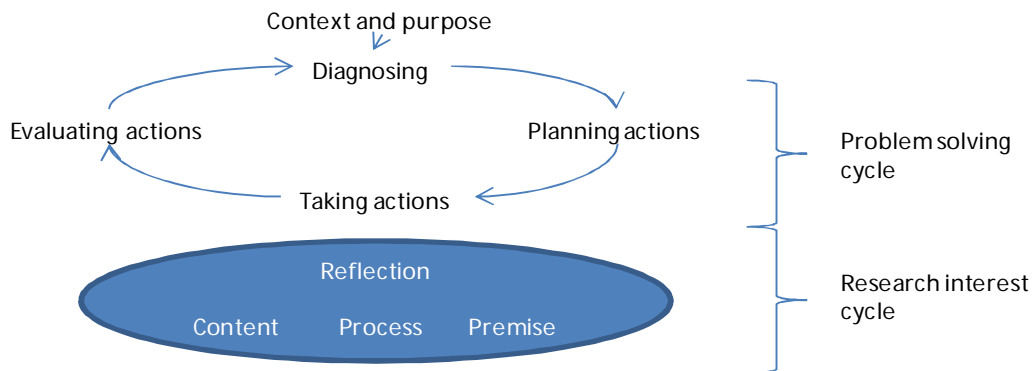 Context and purpose
Diagnosing
Evaluating actions
Planning actions
Problem solving
cycle
Taking actions
Reflection
Content
Process
Premise
Research interest
cycle